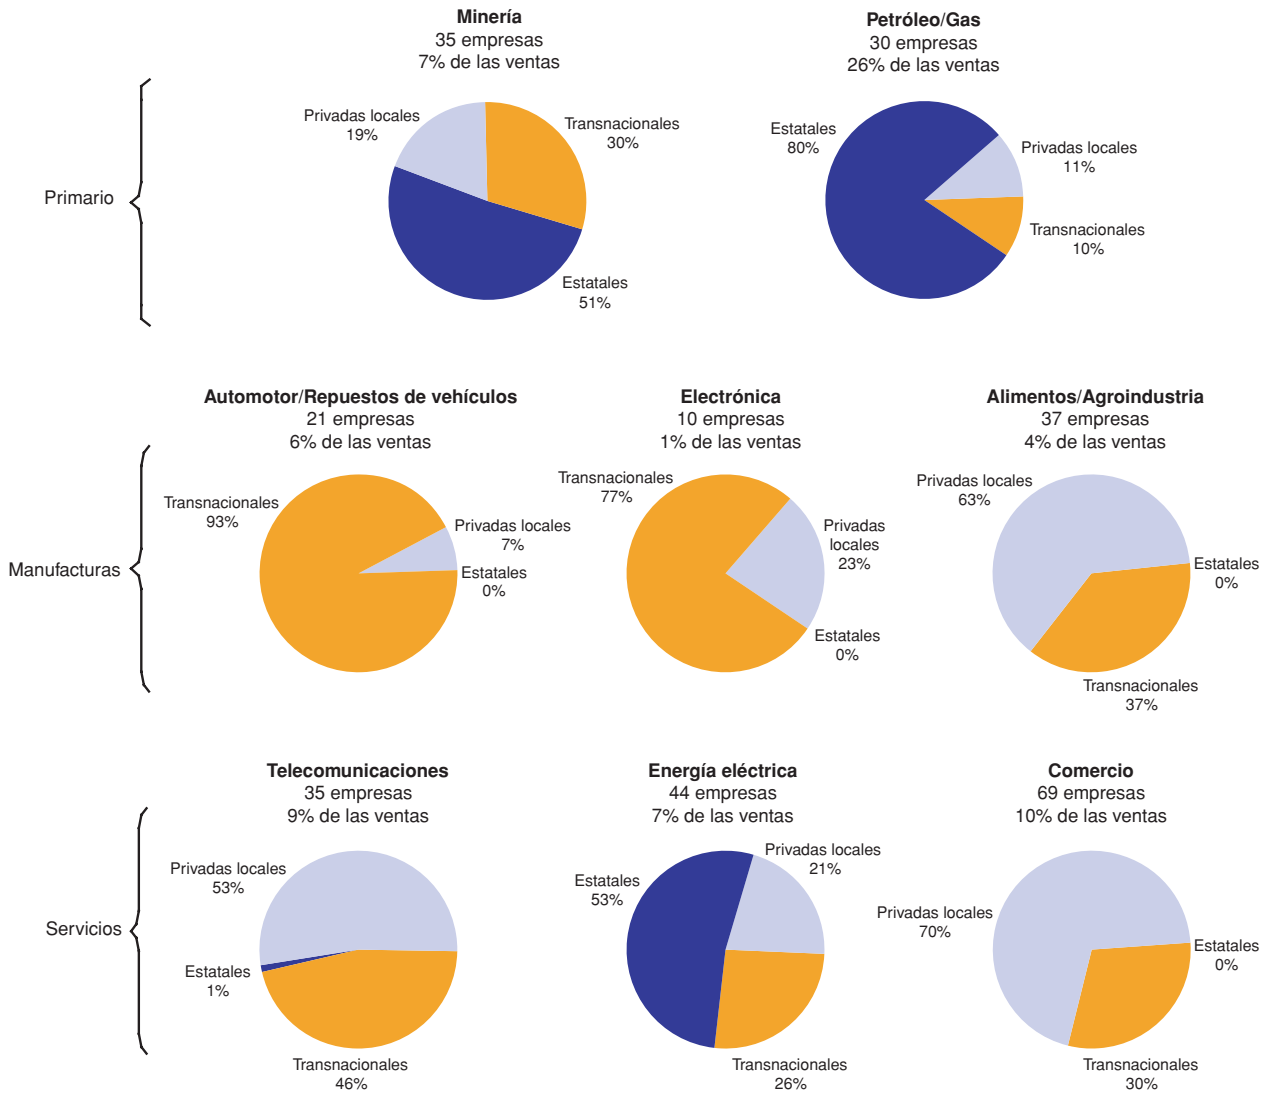 Minería
35 empresas
7% de las ventas
Privadas locales
19%
Transnacionales
30%
Estatales
51%
Petróleo/Gas
30 empresas
26% de las ventas
Estatales
80%
Privadas locales
11%
Transnacionales
10%
Primario
Automotor/Repuestos de vehículos
21 empresas
6% de las ventas
Transnacionales
93%
Privadas locales
7%
Estatales
0%
Electrónica
10 empresas
1% de las ventas
Transnacionales
77%
Privadas
locales
23%
Estatales
0%
Alimentos/Agroindustria
37 empresas
4% de las ventas
Privadas locales
63%
Estatales
0%
Transnacionales
37%
Manufacturas
Telecomunicaciones
35 empresas
9% de las ventas
Privadas locales
53%
Estatales
1%
Transnacionales
46%
Energía eléctrica
44 empresas
7% de las ventas
Estatales
53%
Privadas locales
21%
Transnacionales
26%
Comercio
69 empresas
10% de las ventas
Privadas locales
70%
Estatales
0%
Transnacionales
30%
Servicios